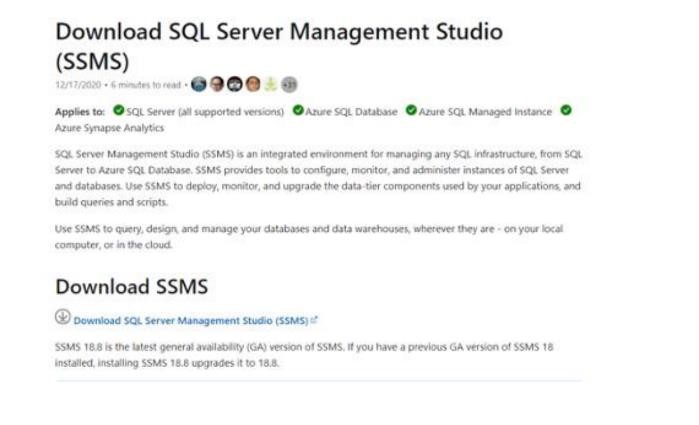 Download SQL Server Management Studio
(SSMS)
12/17/2020 • 6 minutes to read • +33
Applies to: SQL Server (all supported versions) Azure SQL Database Azure SQL Managed Instance
Azure Synapse Analytics
SQL Server Management Studio (SSMS) is an integrated environment for managing any SQL infrastructure, from SQL
Server to Azure SQL Database. SSMS provides tools to configure, monitor, and administer instances of SQL Server
and databases. Use SSMS to deploy, monitor, and upgrade the data-tier components used by your applications, and
build queries and scripts.
Use SSMS to query, design, and manage your databases and data warehouses, wherever they are - on your local
computer, or in the cloud.
Download SSMS
Download SQL Server Management Studio (SSMS)
SSMS 18.8 is the latest general availability (GA) version of SSMS. If you have a previous GA version of SSMS 18
installed, installing SSMS 18.8 upgrades it to 18.8.